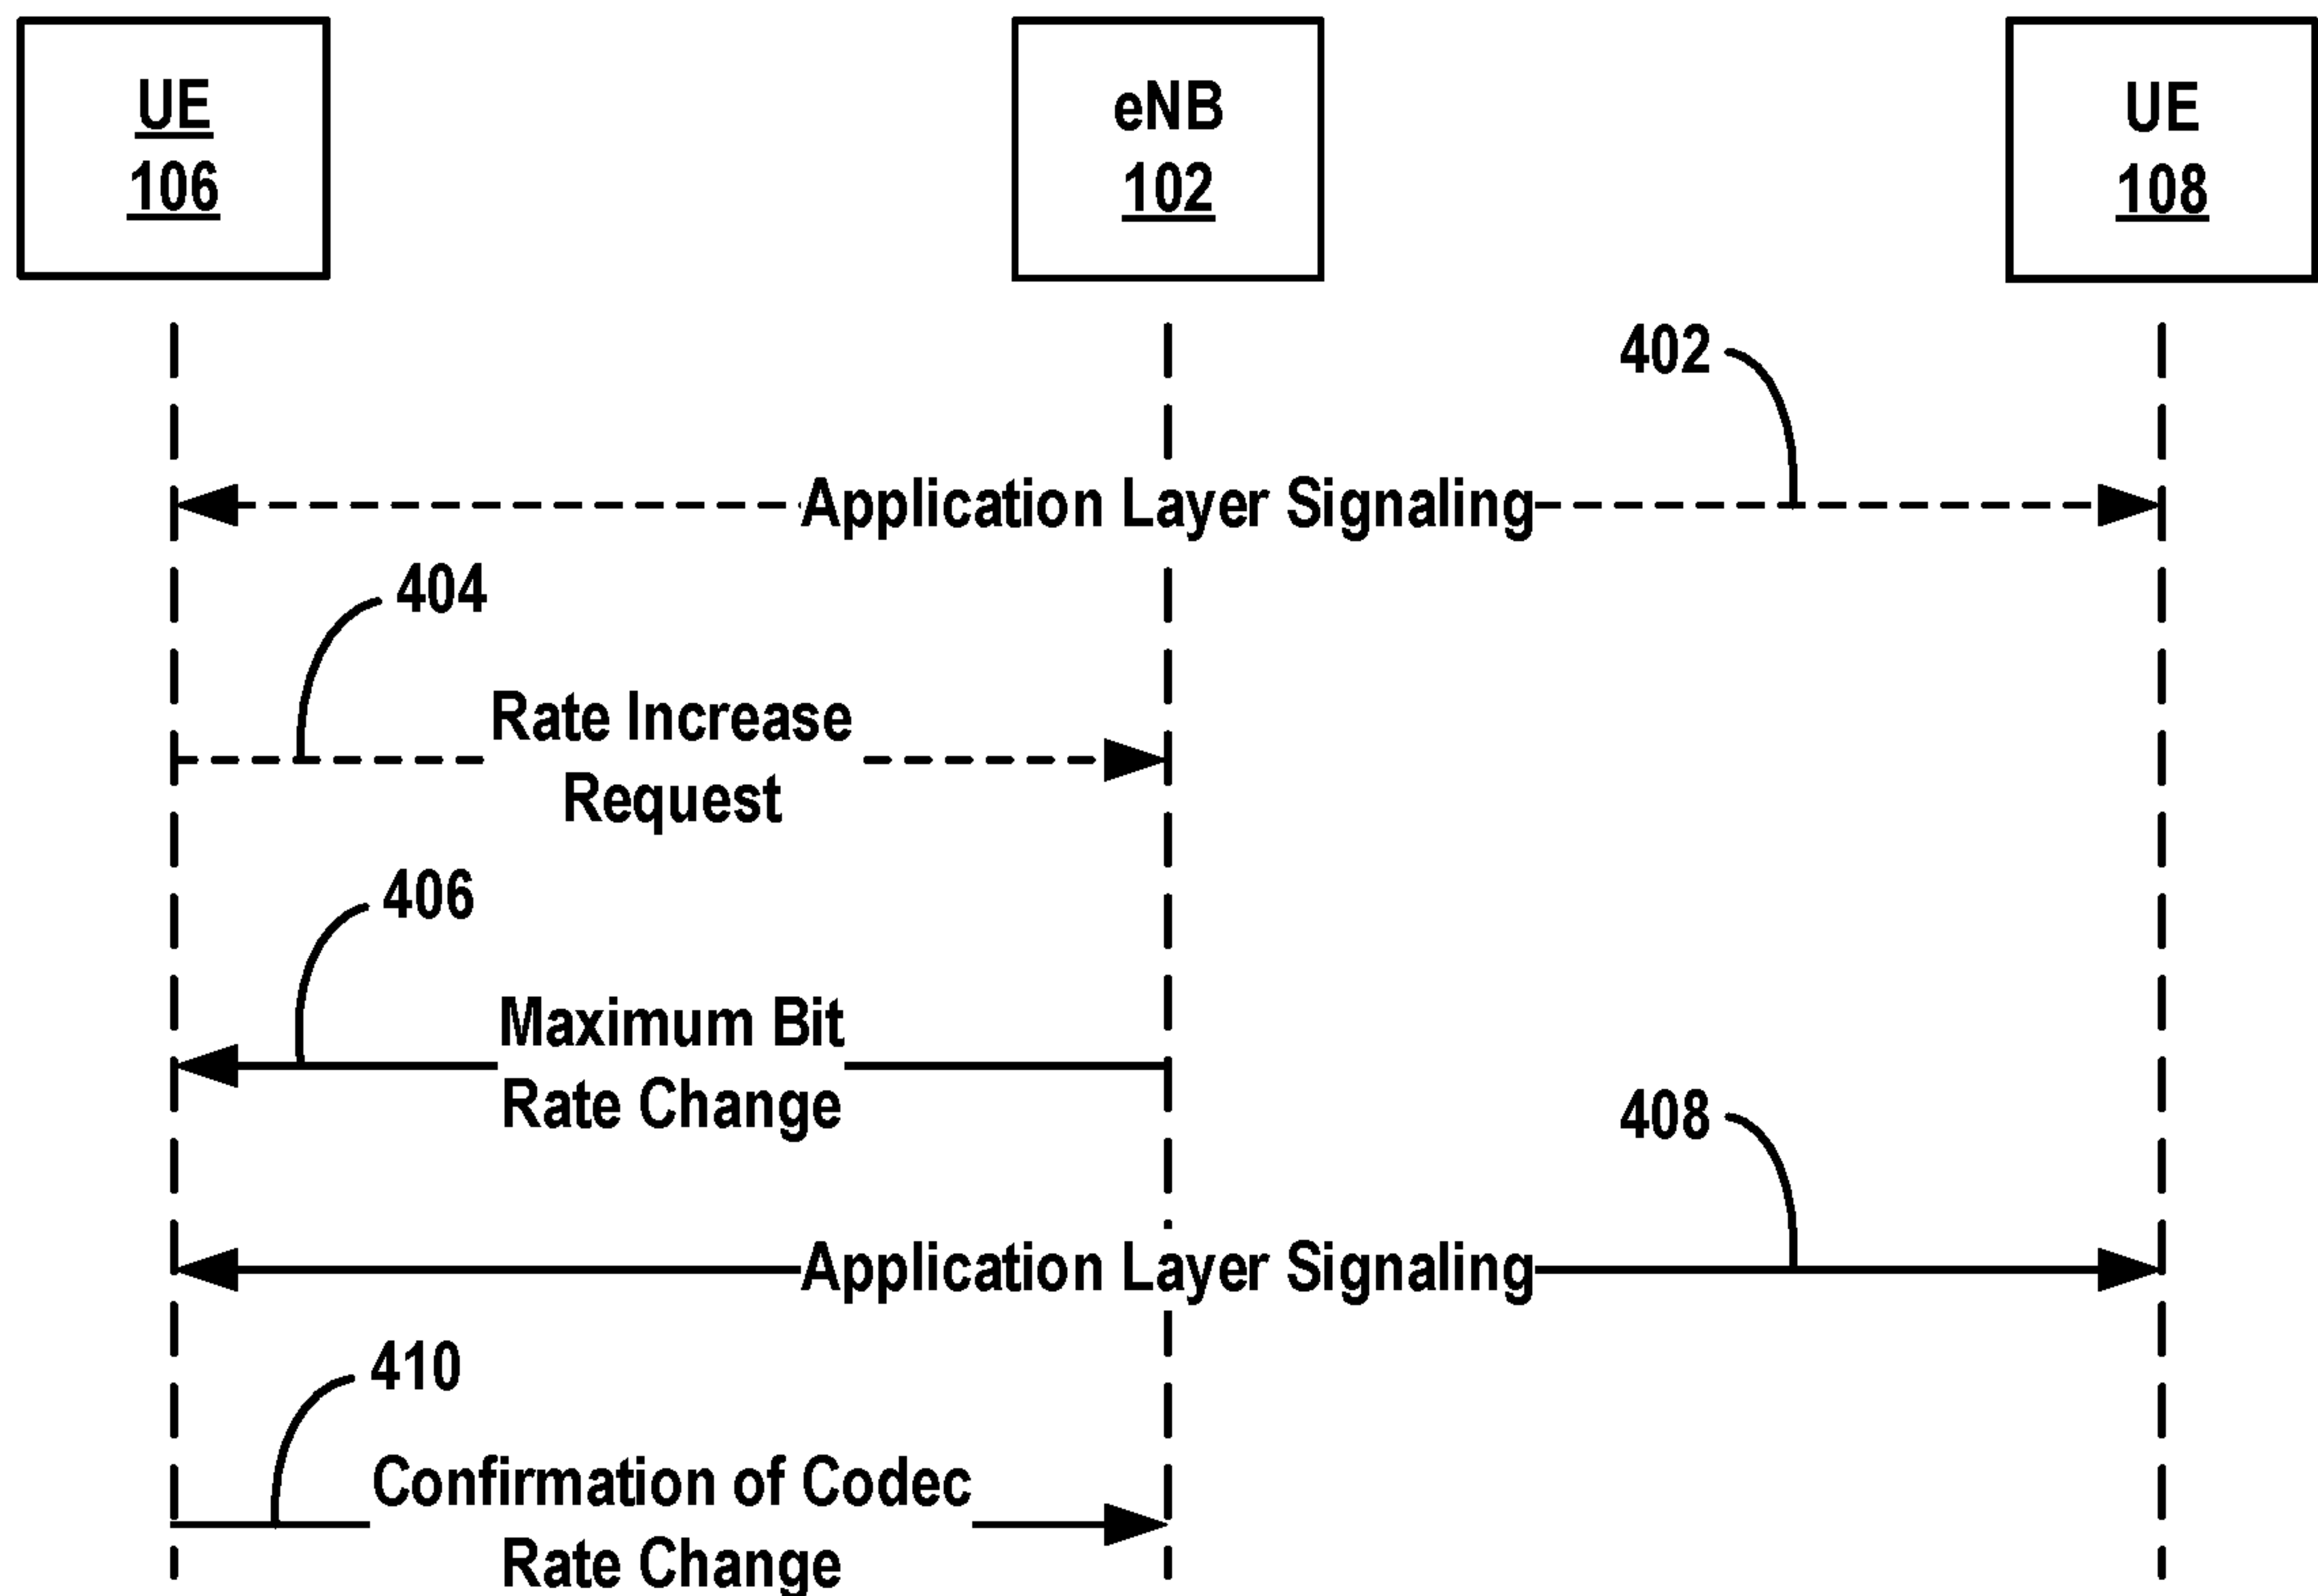 UE
106
eNB
102
UE
108
402
Application Layer Signaling
404
Rate Increase
Request
406
Maximum Bit
Rate Change
408
Application Layer Signaling
410
Confirmation of Codec
Rate Change